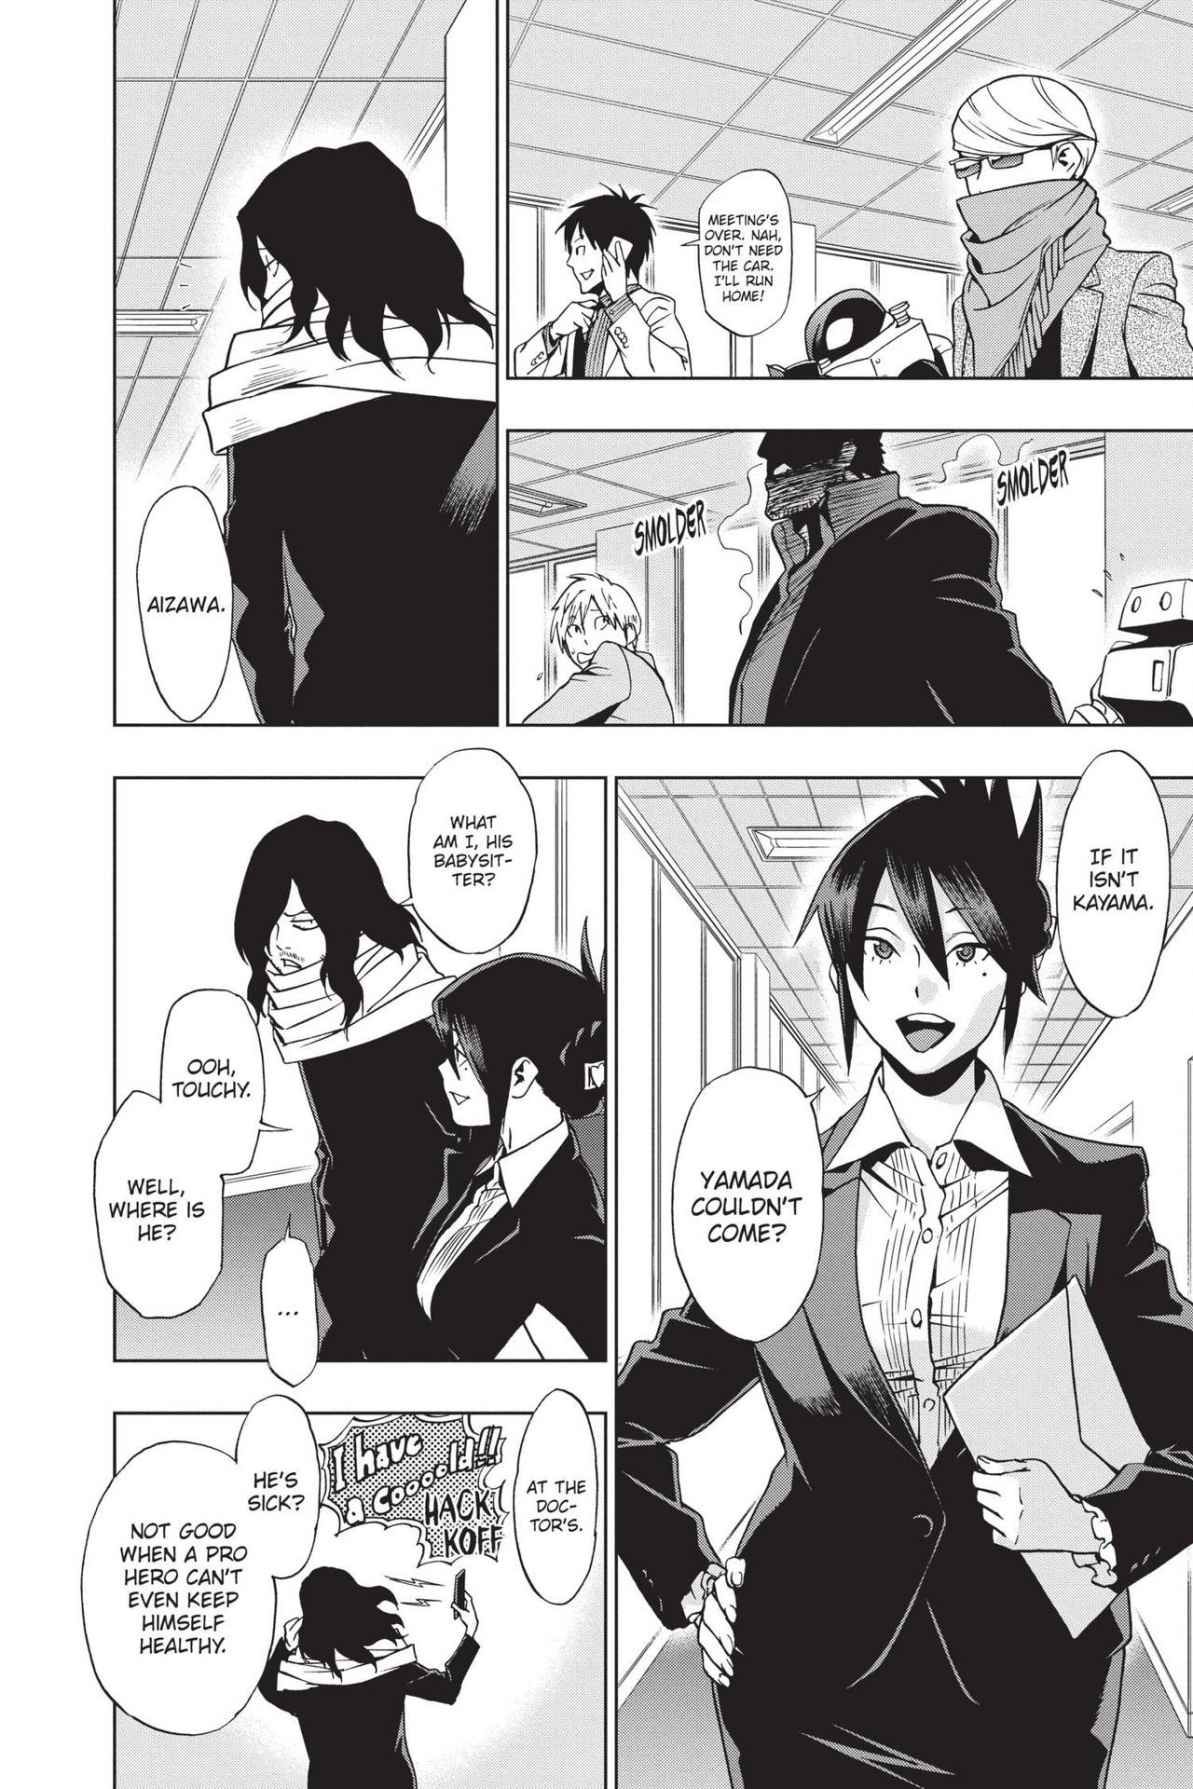 MEETING'S
OVER. NAH,
DON'T NEED
THE CAR.
I'LL RUN
HOME!
SMOLDER
SMOLDER
AIZAWA.
IF IT
ISN'T
KAYAMA.
YAMADA
COULDN'T
COME?
WHAT
AM I, HIS
BABYSIT-
TER?
OOH,
TOUCHY.
WELL,
WHERE IS
HE?
...
AT THE
DOC-
TOR'S.
I have
a Coooold!!
HACK
KOFF
HE'S
SICK?
NOT GOOD
WHEN A PRO
HERO CAN'T
EVEN KEEP
HIMSELF
HEALTHY.